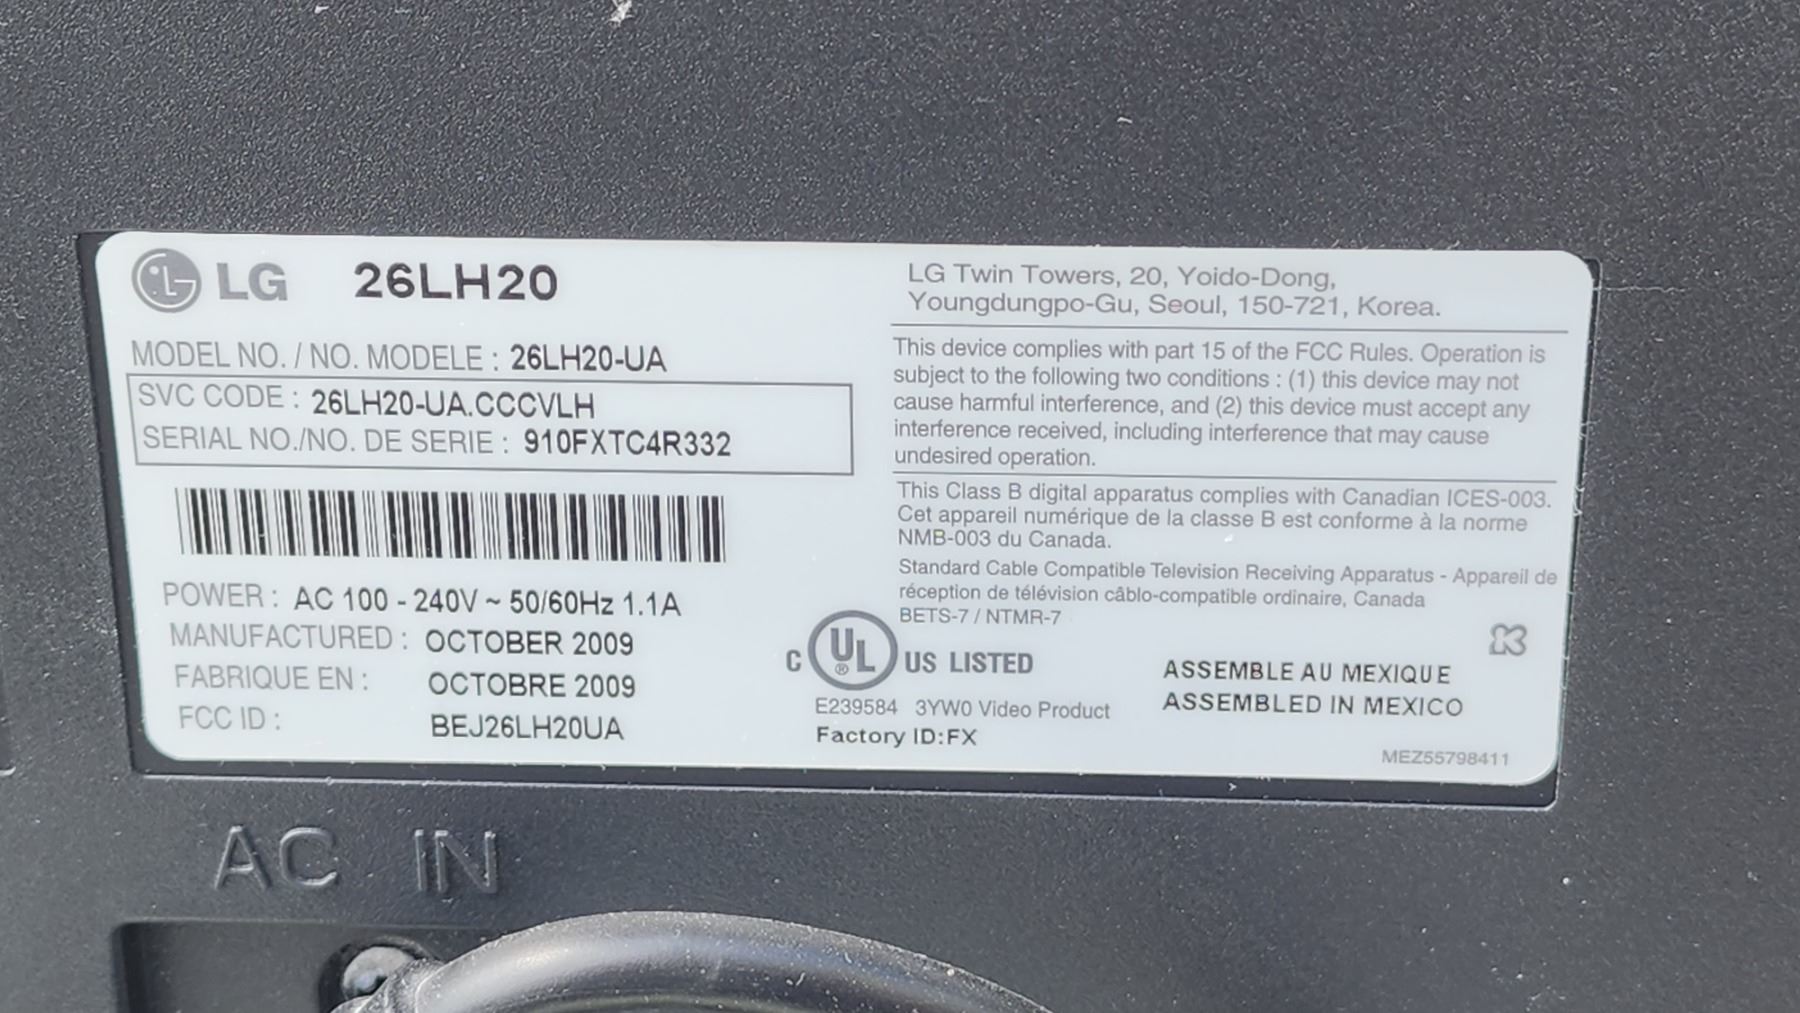 LG 26LH20
MODEL NO. / NO. MODELE : 26LH20-UA
SVC CODE : 26LH20-UA.CCCVLH
SERIAL NO./NO. DE SERIE : 910FXTC4R332
POWER : AC 100 - 240V ~ 50/60Hz 1.1A
MANUFACTURED : OCTOBER 2009
FABRIQUE EN : OCTOBRE 2009
FCC ID : BEJ26LH20UA
LG Twin Towers, 20, Yoido-Dong,
Youngdungpo-Gu, Seoul, 150-721, Korea.
This device complies with part 15 of the FCC Rules. Operation is
subject to the following two conditions : (1) this device may not
cause harmful interference, and (2) this device must accept any
interference received, including interference that may cause
undesired operation.
This Class B digital apparatus complies with Canadian ICES-003.
Cet appareil numérique de la classe B est conforme à la norme
NMB-003 du Canada.
Standard Cable Compatible Television Receiving Apparatus - Appareil de
réception de télévision câblo-compatible ordinaire, Canada
BETS-7 / NTMR-7
C UL ® US LISTED
E239584 3YW0 Video Product
Factory ID:FX
ASSEMBLE AU MEXIQUE
ASSEMBLED IN MEXICO
MEZ55798411
AC IN